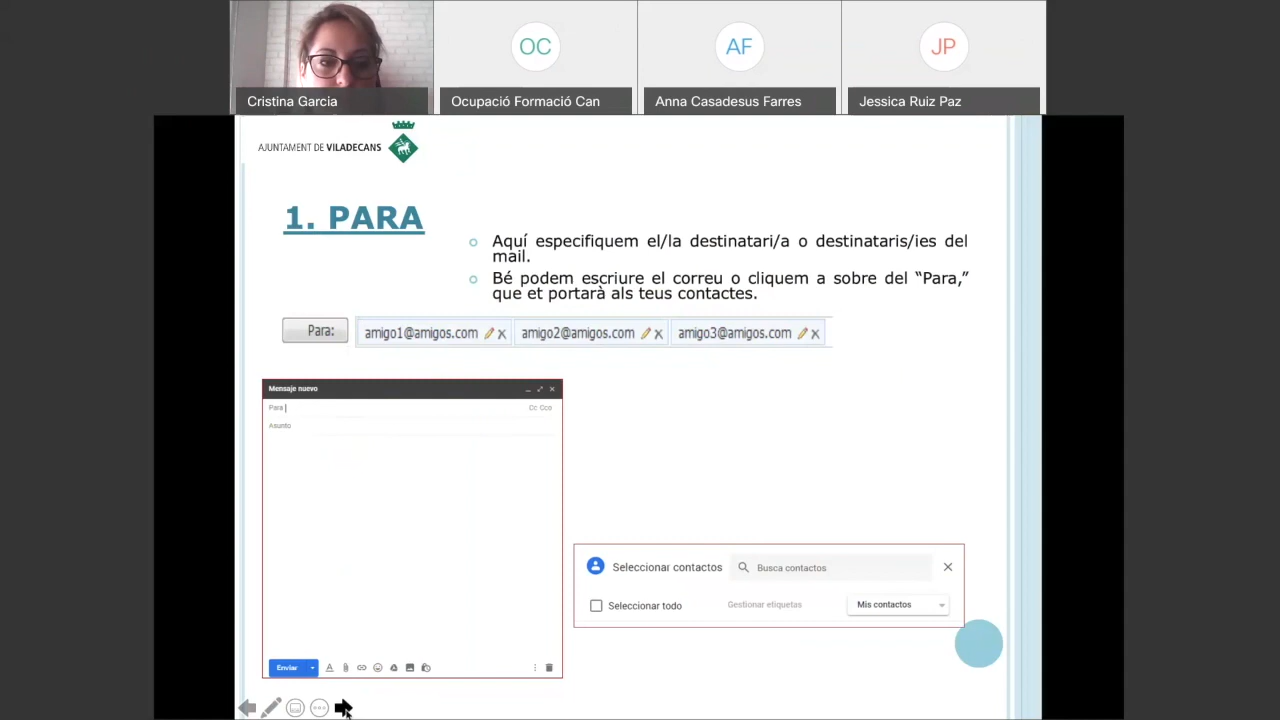 OC
AF
JP
Cristina Garcia
Ocupació Formació Can
Anna Casadesus Farres
Jessica Ruiz Paz
AJUNTAMENT DE VILADECANS
1. PARA
Aquí especifiquem el/la destinatari/a o destinataris/ies del
mail.
Bé podem escriure el correu o cliquem a sobre del “Para,”
que et portarà als teus contactes.
Para:
amigo1@amigos.com
amigo2@amigos.com
amigo3@amigos.com
Mensaje nuevo
Para
Cc Cco
Asunto
Seleccionar contactos
Busca contactos
Seleccionar todo
Gestionar etiquetas
Mis contactos
Enviar